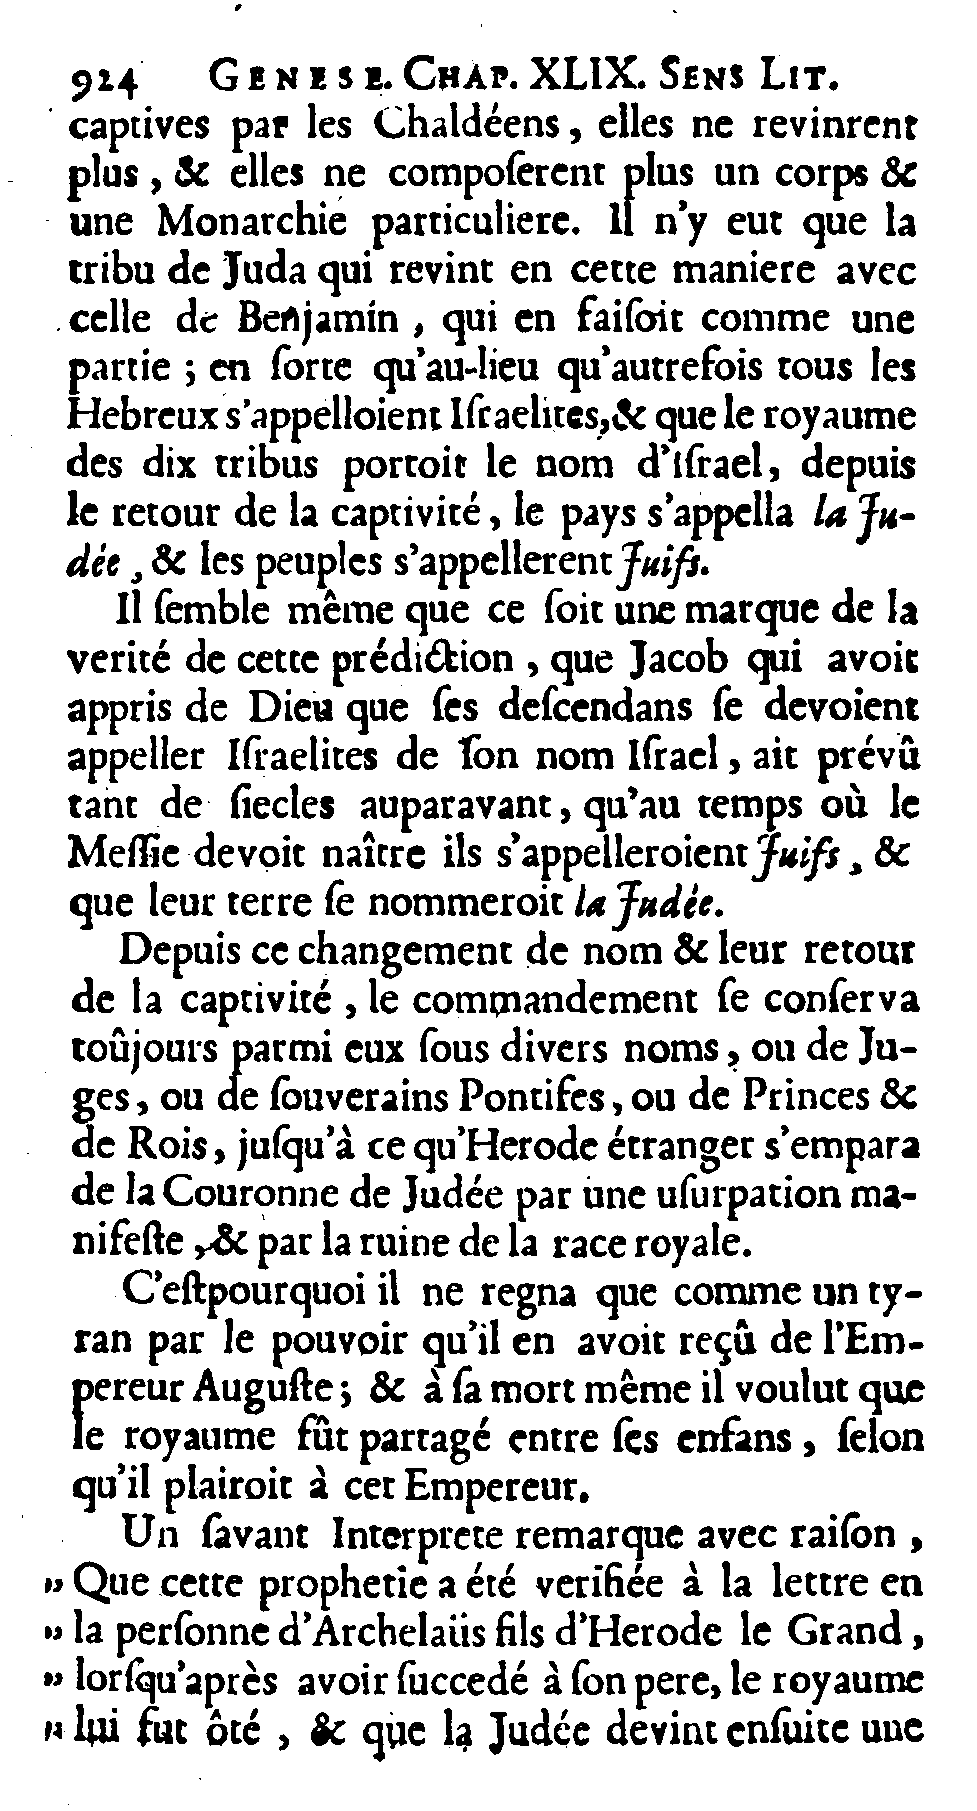 924 GENESE. CHAP. XLIX. SENS LIT.
captives par les Chaldéens, elles ne revinrent
plus, & elles ne compoſerent plus un corps &
une Monarchie particuliere. Il n'y eut que la
tribu de Juda qui revint en cette maniere avec
celle de Benjamin, qui en faiſoit comme une
partie; en ſorte qu'au-lieu qu'autrefois tous les
Hebreux s'appelloient Iſraelites, & que le royaume
des dix tribus portoit le nom d'Iſrael, depuis
le retour de la captivité, le pays s'appella la Ju-
dée, & les peuples s'appellerent Juifs.
Il ſemble même que ce ſoit une marque de la
verité de cette prédiction, que Jacob qui avoit
appris de Dieu que ſes deſcendans ſe devoient
appeller Iſraelites de ſon nom Iſrael, ait prévû
tant de ſiecles auparavant, qu'au temps où le
Meſſie devoit naître ils s'appelleroient Juifs, &
que leur terre ſe nommeroit la Judée.
Depuis ce changement de nom & leur retour
de la captivité, le commandement ſe conſerva
toûjours parmi eux ſous divers noms, ou de Ju-
ges, ou de ſouverains Pontifes, ou de Princes &
de Rois, juſqu'à ce qu'Herode étranger s'empara
de la Couronne de Judée par une uſurpation ma-
nifeſte, & par la ruine de la race royale.
C'eſtpourquoi il ne regna que comme un ty-
ran par le pouvoir qu'il en avoit reçû de l'Em-
pereur Auguſte; & à ſa mort même il voulut que
le royaume fût partagé entre ſes enfans, ſelon
qu'il plairoit à cet Empereur.
Un ſavant Interprete remarque avec raiſon,
„ Que cette prophetie a été verifiée à la lettre en
„ la perſonne d'Archelaüs fils d'Herode le Grand,
„ lorſqu'après avoir ſuccedé à ſon pere, le royaume
„ lui fut ôté, & que la Judée devint enſuite une